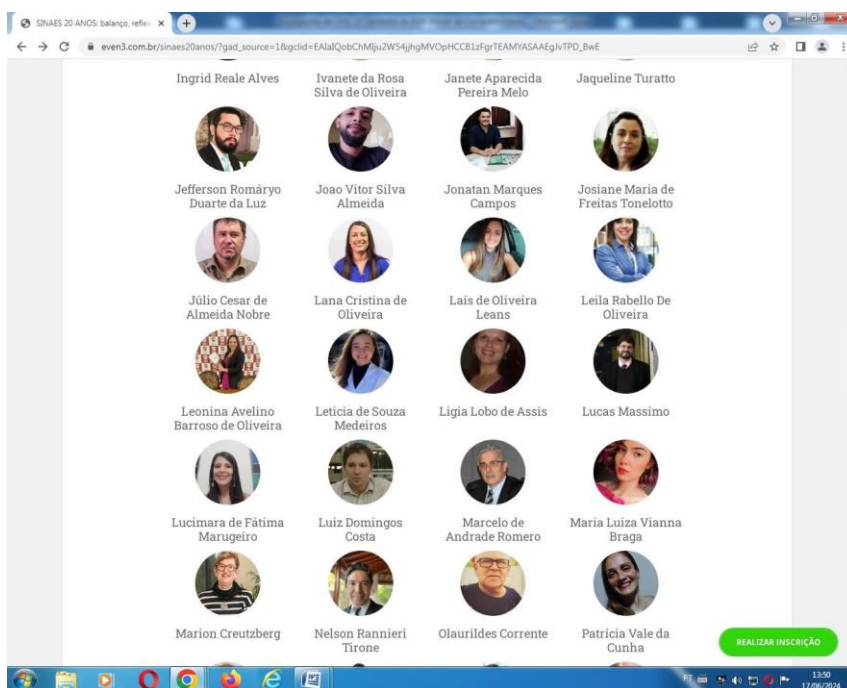 SINAES 20 ANOS: balanço, refle
even3.com.br/sinaes20anos/?gad_source=1&gclid=
Ingrid Reale Alves
Ivanete da Rosa
Silva de Oliveira
Janete Aparecida
Pereira Melo
Jaqueline Turatto
Jefferson Romáryo
Duarte da Luz
Joao Vitor Silva
Almeida
Jonatan Marques
Campos
Josiane Maria de
Freitas Tonelotto
Júlio Cesar de
Almeida Nobre
Lana Cristina de
Oliveira
Laís de Oliveira
Leans
Leila Rabello De
Oliveira
Leonina Avelino
Barroso de Oliveira
Leticia de Souza
Medeiros
Ligia Lobo de Assis
Lucas Massimo
Lucimara de Fátima
Marugeiro
Luiz Domingos
Costa
Marcelo de
Andrade Romero
Maria Luiza Vianna
Braga
Marion Creutzberg
Nelson Rannieri
Tirone
Olaurildes Corrente
Patrícia Vale da
Cunha
REALIZAR INSCRIÇÃO
PT
13:50
17/06/2024